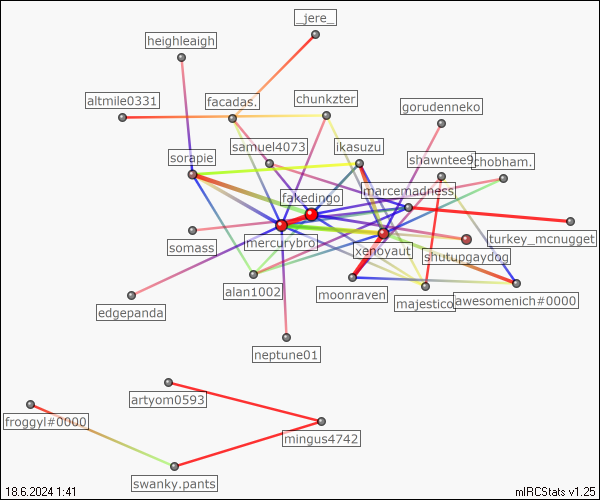 _jere_
heighleaigh
altmile0331
facadas.
chunkzter
gorudenneko
samuel4073
ikasuzu
sorapie
shawntee9
chobham.
fakedingo
marcemadness
somass
mercurybro
xenoyaut
turkey_mcnugget
shutupgaydog
alan1002
moonraven
majestico
awesomenich#0000
edgepanda
neptune01
artyom0593
froggyl#0000
mingus4742
swanky.pants
18.6.2024 1:41
mIRCStats v1.25